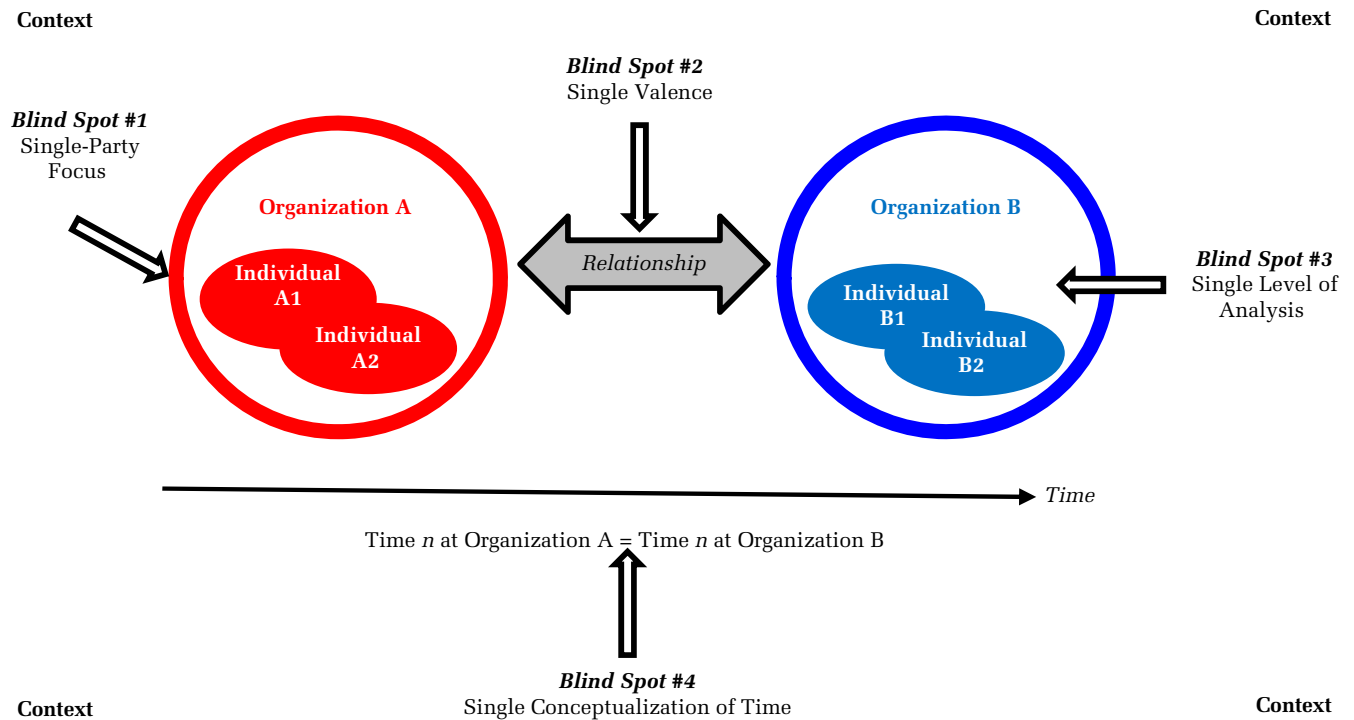 Context
Context
Blind Spot #1
Single-Party
Focus
Blind Spot #2
Single Valence
Organization A
Individual
A1
Individual
A2
Relationship
Organization B
Individual
B1
Individual
B2
Blind Spot #3
Single Level of
Analysis
Time
Time n at Organization A = Time n at Organization B
Blind Spot #4
Single Conceptualization of Time
Context
Context